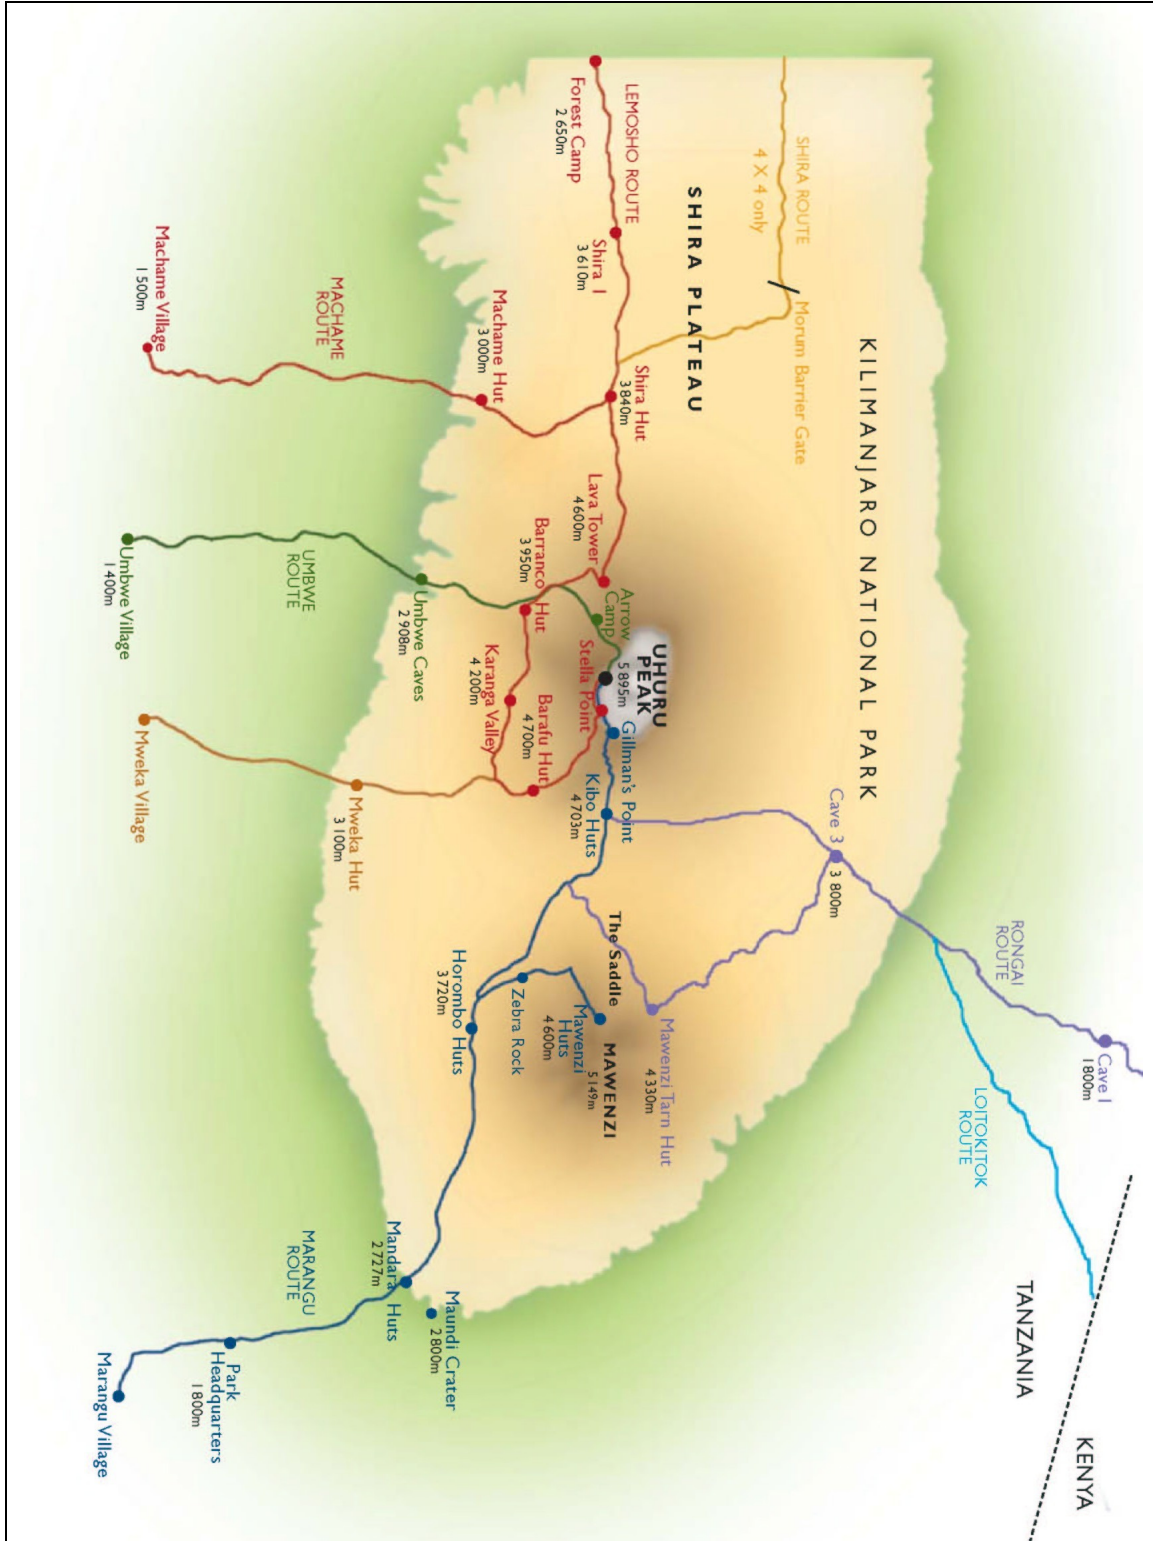 KILIMANJARO NATIONAL PARK
SHIRA ROUTE
4 X 4 only
Morum Barrier Gate
SHIRA PLATEAU
LEMOSHO ROUTE
Forest Camp
2 650m
Shira I
3 610m
Shira Hut
3 840m
Machame Hut
3 000m
MACHAME
ROUTE
Machame Village
1 500m
Lava Tower
4 600m
Barranco Hut
3 950m
Arrow
Camp
UHURU
PEAK
5 895m
Stella Point
Gillman's Point
Kibo Huts
4 703m
Karanga Valley
4 200m
Barafu Hut
4 700m
UMBWE
ROUTE
Umbwe Caves
2 908m
Umbwe Village
1 400m
Mweka Village
Mweka Hut
3 100m
Cave 3
3 800m
RONGAI
ROUTE
Cave I
1 800m
LOITOKITOK
ROUTE
The Saddle
Mawenzi Tarn Hut
4 330m
MAWENZI
5 149m
Mawenzi
Huts
4 600m
Zebra Rock
Horombo Huts
3 720m
Mandara Huts
2 727m
Maundi Crater
2 800m
MARANGU
ROUTE
Park
Headquarters
1 800m
Marangu Village
TANZANIA
KENYA